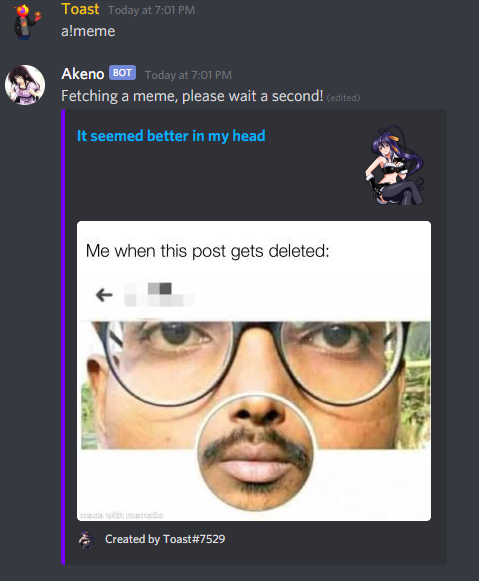 Toast Today at 7:01 PM
a!meme
Akeno BOT Today at 7:01 PM
Fetching a meme, please wait a second! (edited)
It seemed better in my head
Me when this post gets deleted:
made with mematic
Created by Toast#7529